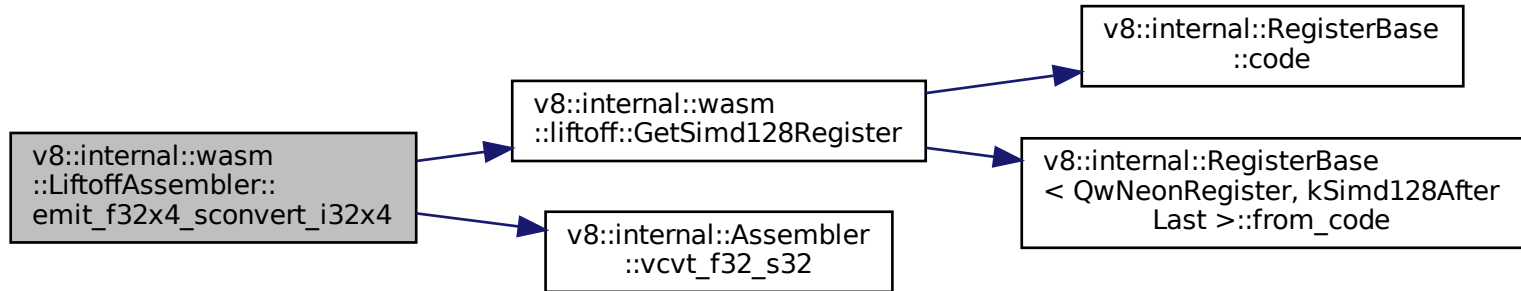 v8::internal::wasm
::LiftoffAssembler::
emit_f32x4_sconvert_i32x4
v8::internal::wasm
::liftoff::GetSimd128Register
v8::internal::Assembler
::vcvt_f32_s32
v8::internal::RegisterBase
::code
v8::internal::RegisterBase
< QwNeonRegister, kSimd128After
Last >::from_code